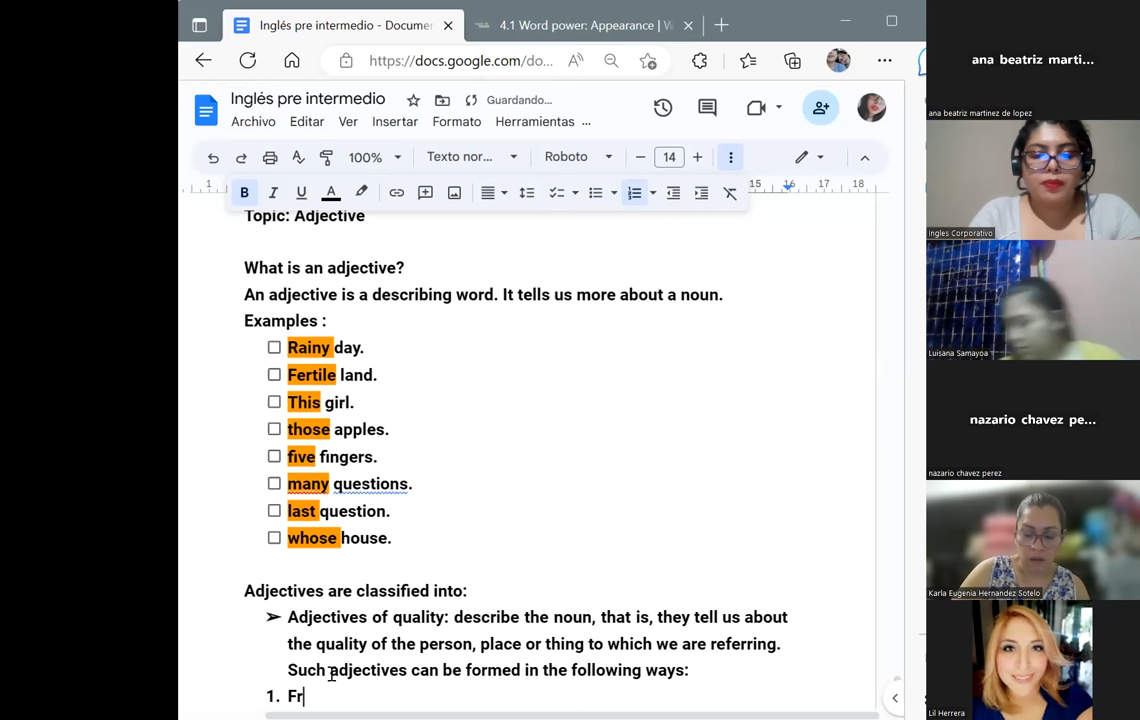 Inglés pre intermedio - Documer
4.1 Word power: Appearance | W
https://docs.google.com/do...
Inglés pre intermedio
Guardando...
Archivo Editar Ver Insertar Formato Herramientas ...
100% Texto nor... Roboto 14
1 15 16 17 18
Topic: Adjective
What is an adjective?
An adjective is a describing word. It tells us more about a noun.
Examples :
Rainy day.
Fertile land.
This girl.
those apples.
five fingers.
many questions.
last question.
whose house.
Adjectives are classified into:
➢ Adjectives of quality: describe the noun, that is, they tell us about
the quality of the person, place or thing to which we are referring.
Such adjectives can be formed in the following ways:
1. Fr
ana beatriz marti...
ana beatriz martinez de lopez
Ingles Corporativo
Luisana Samayoa
nazario chavez pe...
nazario chavez perez
Karla Eugenia Hernandez Sotelo
Lil Herrera